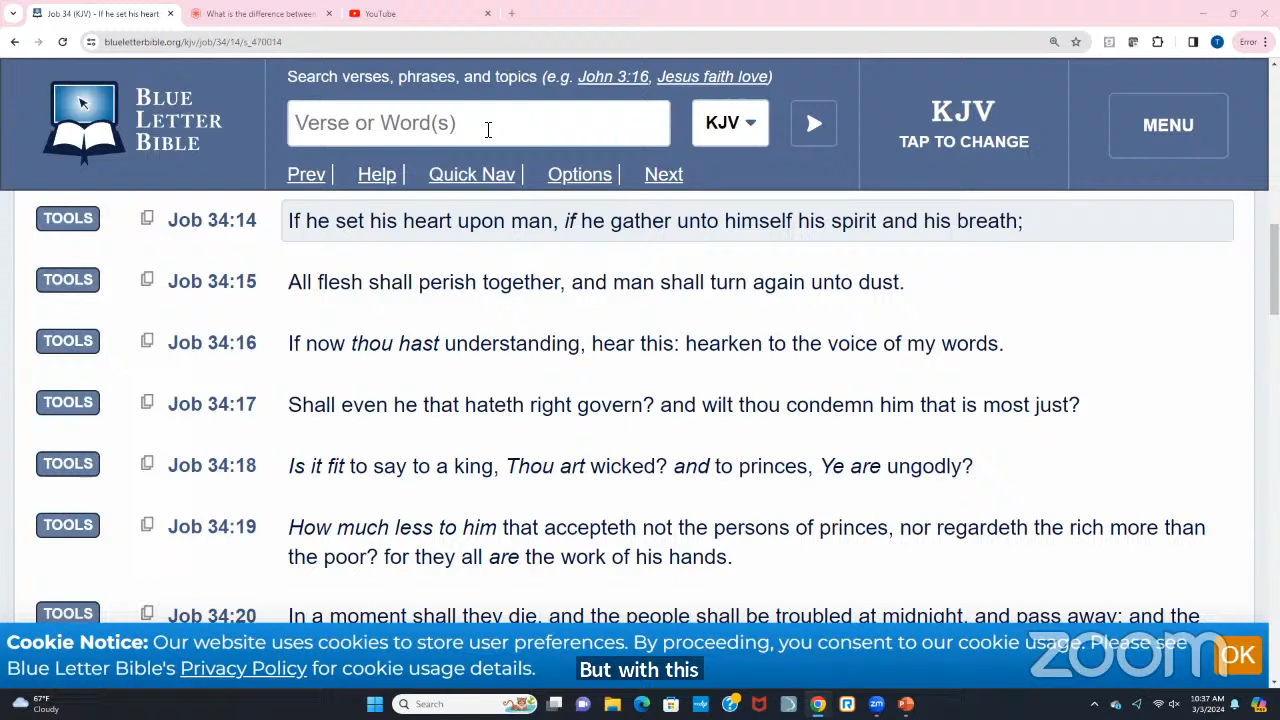 Job 34 (KJV) - If he set his heart
What is the difference between
YouTube
blueletterbible.org/kjv/job/34/14/s_470014
Error
Search verses, phrases, and topics (e.g. John 3:16, Jesus faith love)
BLUE
LETTER
BIBLE
Verse or Word(s)
KJV
KJV
TAP TO CHANGE
MENU
Prev | Help | Quick Nav | Options | Next
TOOLS Job 34:14 If he set his heart upon man, if he gather unto himself his spirit and his breath;
TOOLS Job 34:15 All flesh shall perish together, and man shall turn again unto dust.
TOOLS Job 34:16 If now thou hast understanding, hear this: hearken to the voice of my words.
TOOLS Job 34:17 Shall even he that hateth right govern? and wilt thou condemn him that is most just?
TOOLS Job 34:18 Is it fit to say to a king, Thou art wicked? and to princes, Ye are ungodly?
TOOLS Job 34:19 How much less to him that accepteth not the persons of princes, nor regardeth the rich more than
the poor? for they all are the work of his hands.
TOOLS Job 34:20 In a moment shall they die, and the people shall be troubled at midnight, and pass away: and the
Cookie Notice: Our website uses cookies to store user preferences. By proceeding, you consent to our cookie usage. Please see
Blue Letter Bible's Privacy Policy for cookie usage details.
OK
zoom
But with this
67°F
Cloudy
Search
10:37 AM
3/3/2024